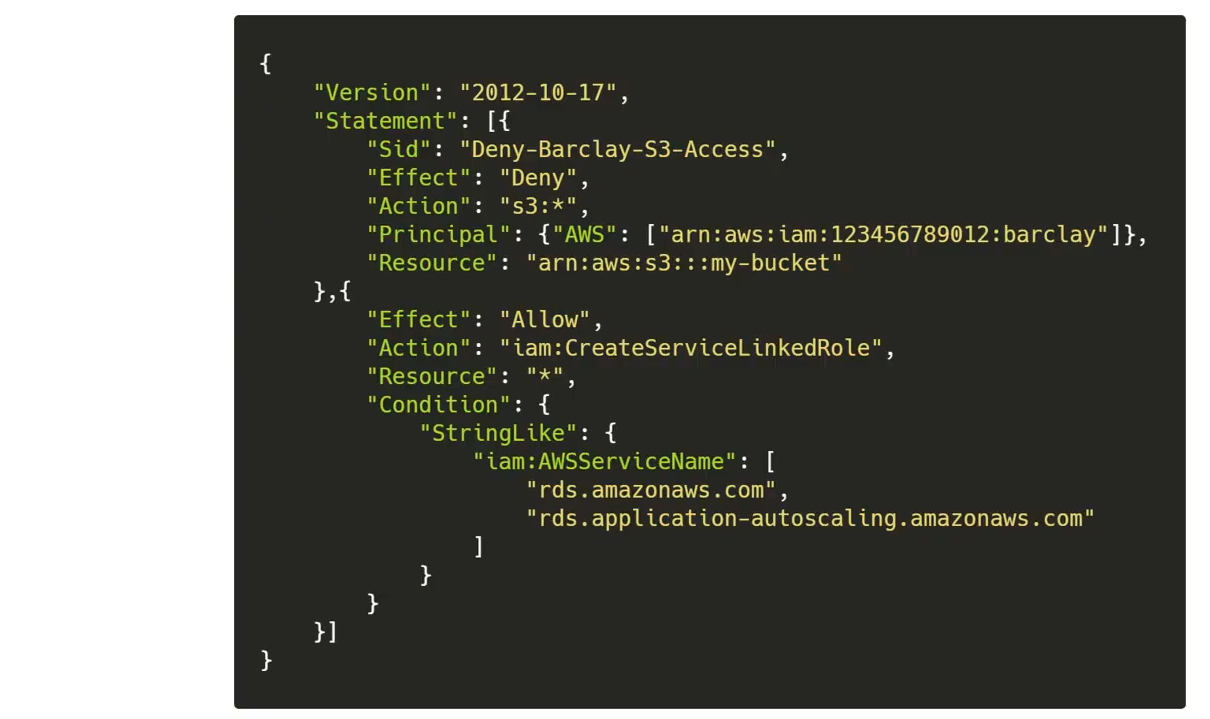 {
    "Version": "2012-10-17",
    "Statement": [{
        "Sid": "Deny-Barclay-S3-Access",
        "Effect": "Deny",
        "Action": "s3:*",
        "Principal": {"AWS": ["arn:aws:iam:123456789012:barclay"]},
        "Resource": "arn:aws:s3:::my-bucket"
    },{
        "Effect": "Allow",
        "Action": "iam:CreateServiceLinkedRole",
        "Resource": "*",
        "Condition": {
            "StringLike": {
                "iam:AWSServiceName": [
                    "rds.amazonaws.com",
                    "rds.application-autoscaling.amazonaws.com"
                ]
            }
        }
    }]
}